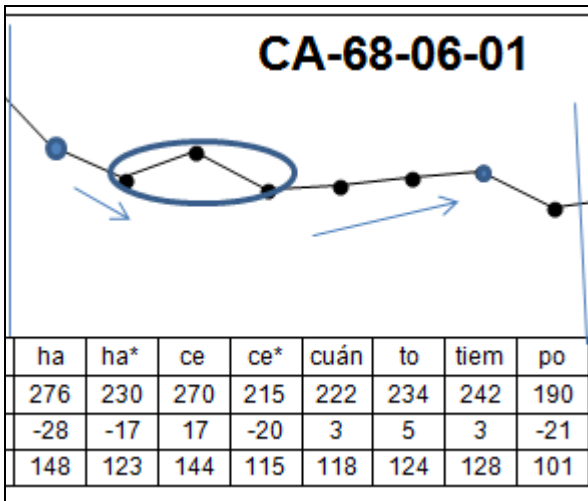 CA-68-06-01
ha ha* ce ce* cuán to tiem po
276 230 270 215 222 234 242 190
-28 -17 17 -20 3 5 3 -21
148 123 144 115 118 124 128 101